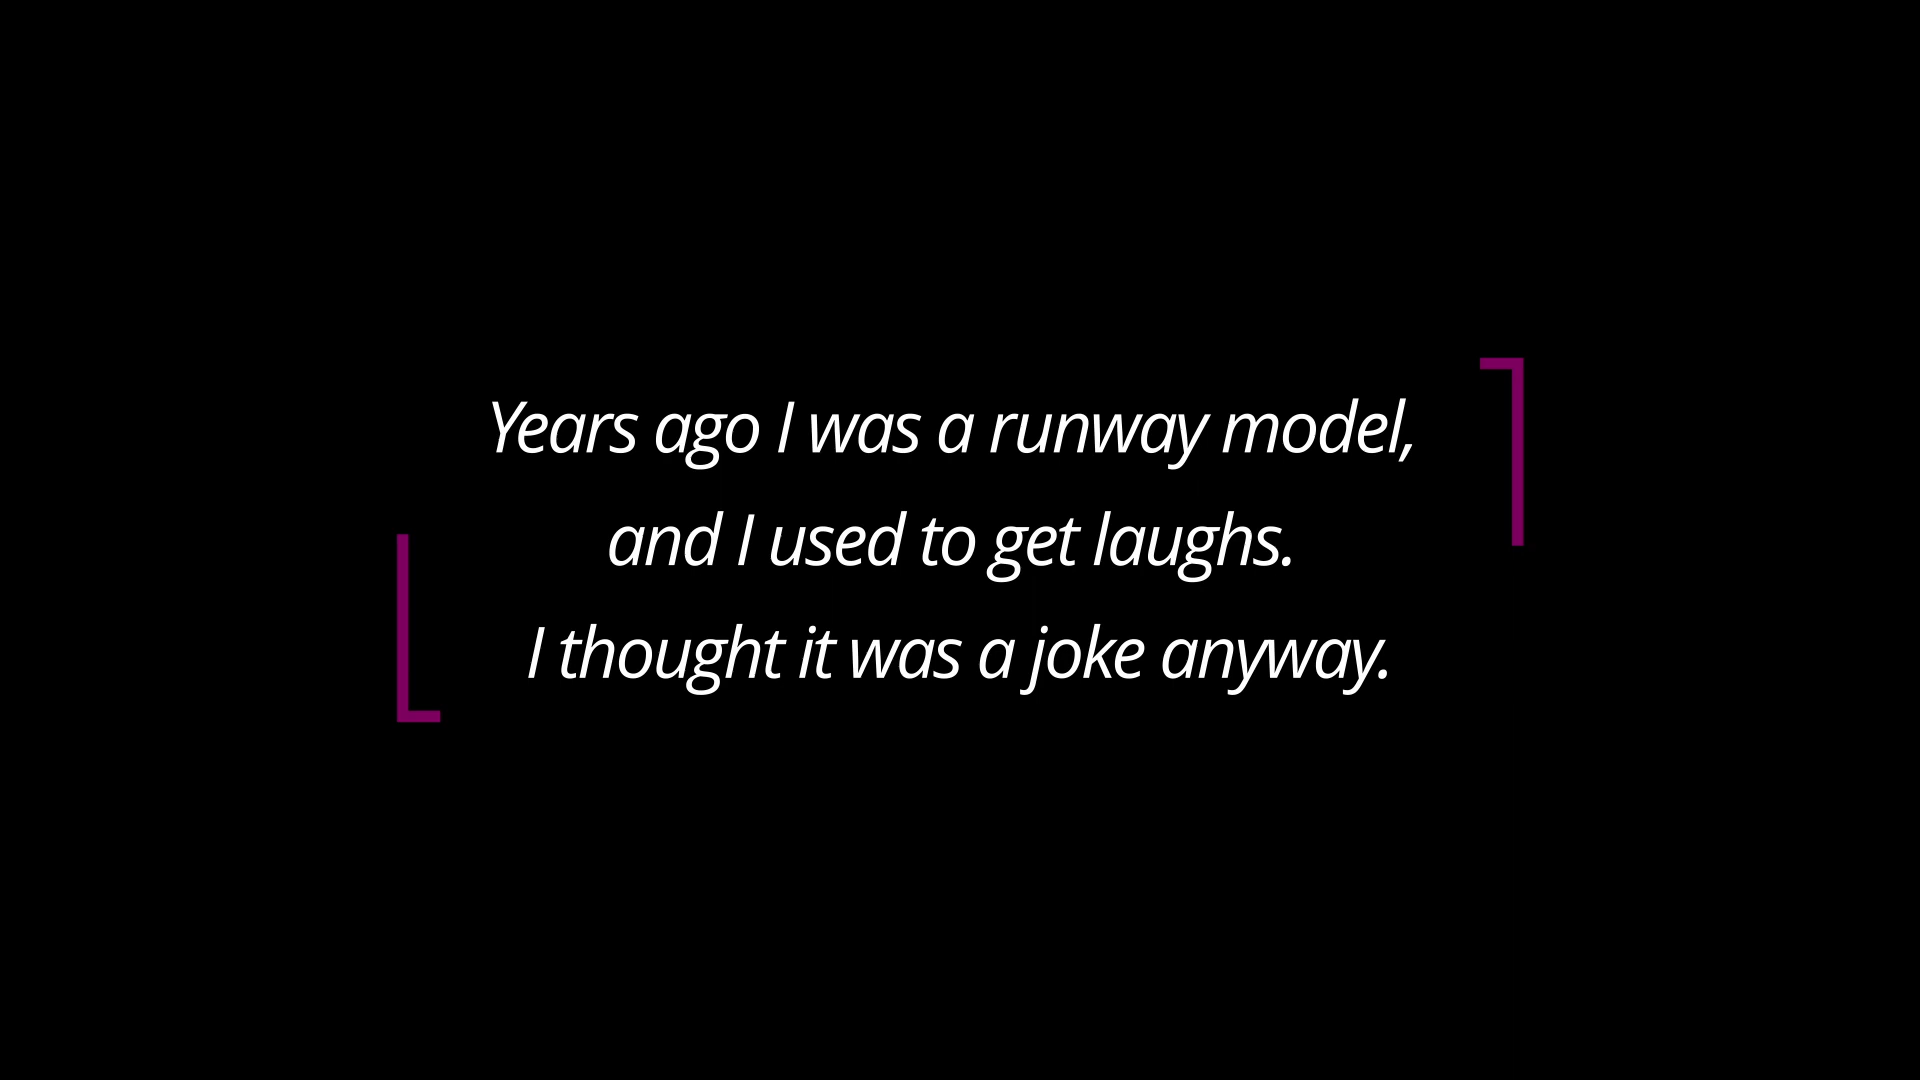 Years ago I was a runway model,
and I used to get laughs.
I thought it was a joke anyway.